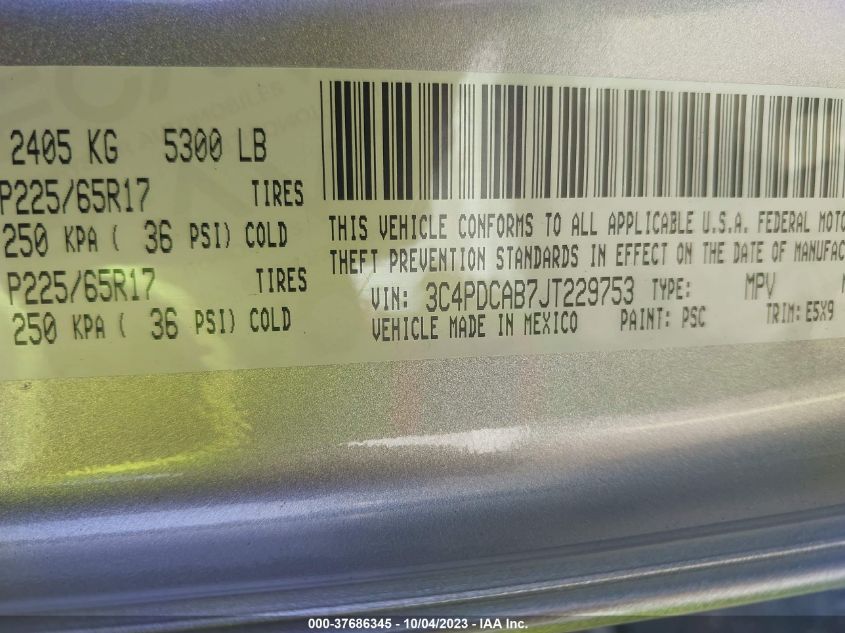 2405 KG 5300 LB
P225/65R17 TIRES
250 KPA ( 36 PSI) COLD
P225/65R17 TIRES
250 KPA ( 36 PSI) COLD
THIS VEHICLE CONFORMS TO ALL APPLICABLE U.S.A. FEDERAL MOTO
THEFT PREVENTION STANDARDS IN EFFECT ON THE DATE OF MANUFAC
VIN: 3C4PDCAB7JT229753 TYPE: MPV
VEHICLE MADE IN MEXICO PAINT: PSC TRIM: E5X9
000-37686345 - 10/04/2023 - IAA Inc.